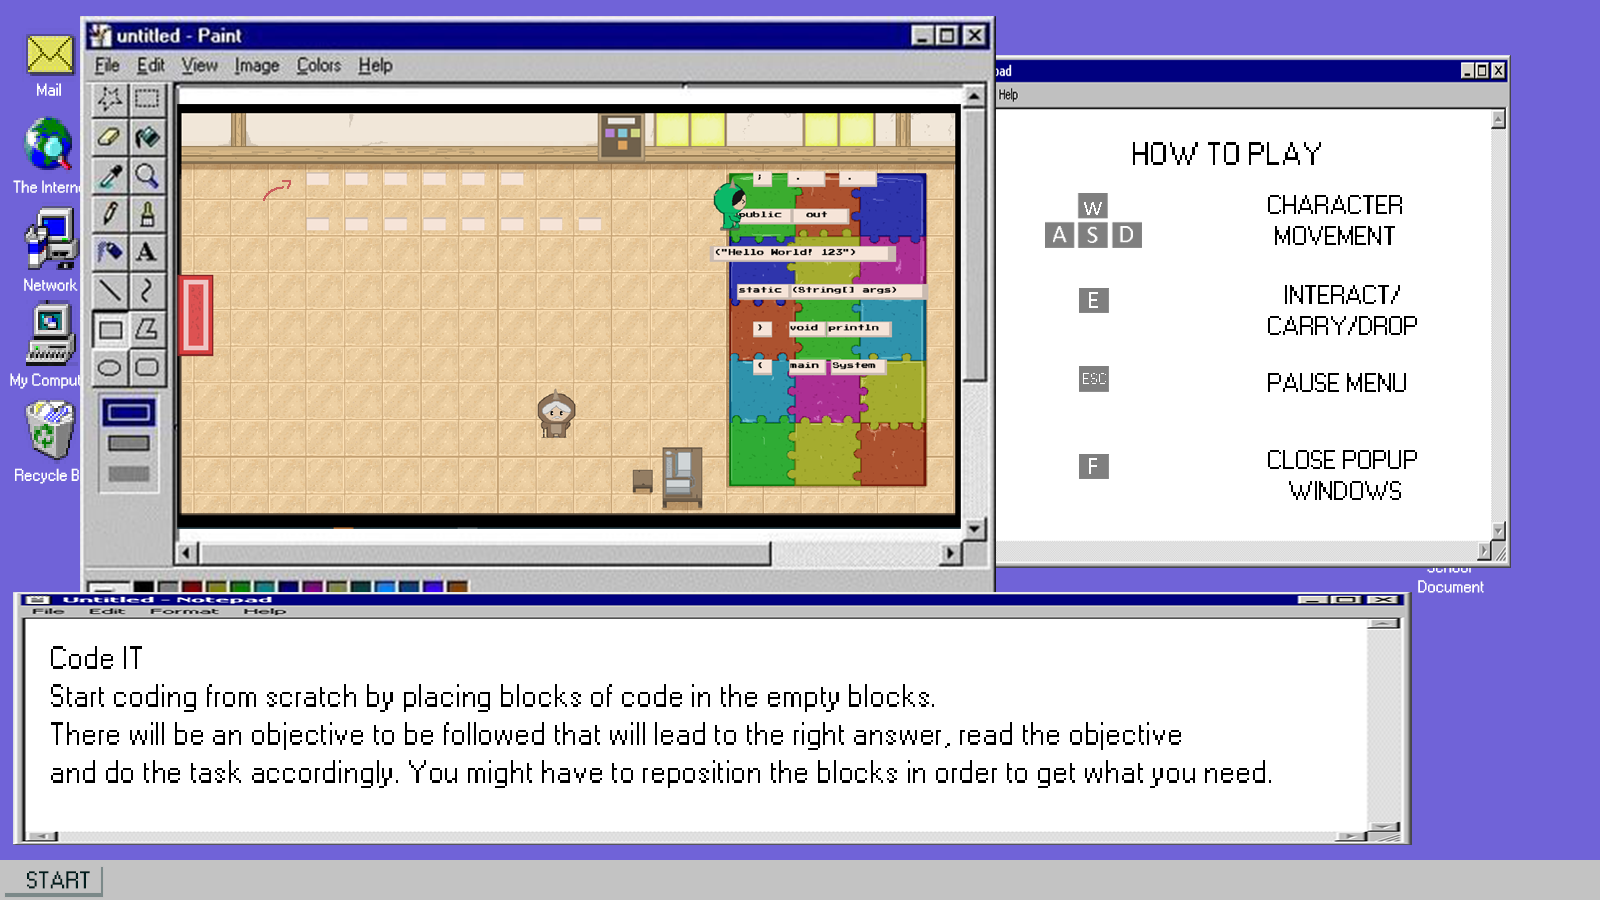 Mail
The Intern
Network
My Comput
Recycle B
untitled - Paint
File Edit View Image Colors Help
A
; . .
public out
("Hello World! 123")
static (String[] args)
) void println
( main System
pad
Help
HOW TO PLAY
W
A S D
CHARACTER
MOVEMENT
E
INTERACT/
CARRY/DROP
ESC
PAUSE MENU
F
CLOSE POPUP
WINDOWS
School
Document
Untitled - Notepad
File Edit Format Help
Code IT
Start coding from scratch by placing blocks of code in the empty blocks.
There will be an objective to be followed that will lead to the right answer, read the objective
and do the task accordingly. You might have to reposition the blocks in order to get what you need.
START